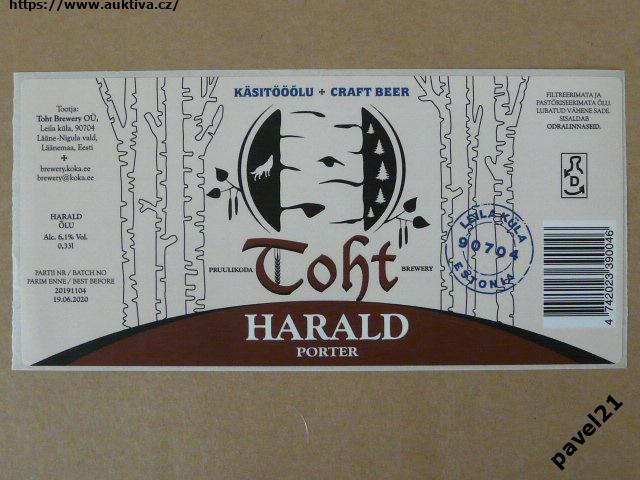 https://www.auktiva.cz/
Tootja:
Toht Brewery OÜ,
Leila küla, 90704
Lääne-Nigula vald,
Läänemaa, Eesti
brewery.koka.ee
brewery@koka.ee
HARALD
ÕLU
Alc. 6,1% Vol.
0,33l
PARTII NR / BATCH NO
PARIM ENNE / BEST BEFORE
20191104
19.06.2020
KÄSITÖÖÕLU + CRAFT BEER
PRUULIKODA Toht BREWERY
HARALD
PORTER
FILTREERIMATA JA
PASTÖRISEERIMATA ÕLU.
LUBATUD VÄHENE SADE.
SISALDAB
ODRALINNASEID.
D
LEILA KÜLA
90704
ESTONIA
4 742023 390046
pavel21